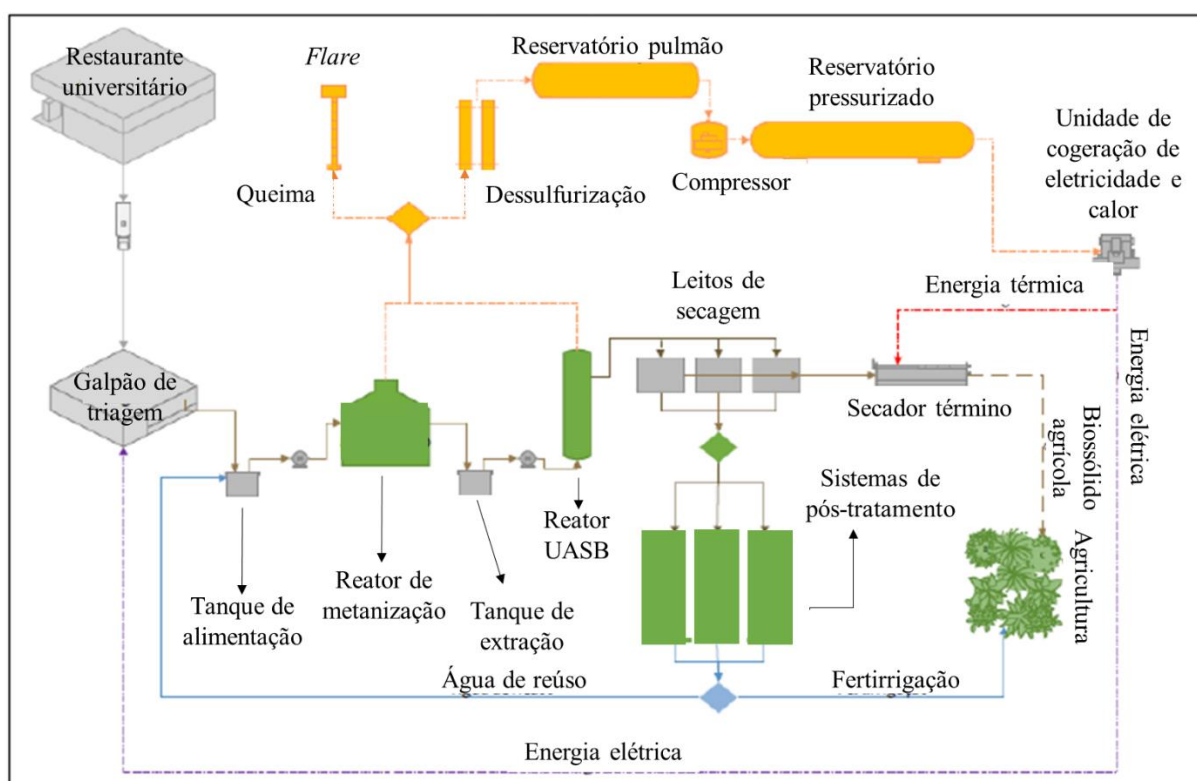 Restaurante
universitário
Flare
Reservatório pulmão
Reservatório
pressurizado
Unidade de
cogeração de
eletricidade e
calor
Queima
Dessulfurização
Compressor
Leitos de
secagem
Energia térmica
Galpão de
triagem
Secador término
Energia elétrica
Biossólido
agrícola
Sistemas de
pós-tratamento
Reator
UASB
Reator de
metanização
Tanque de
extração
Tanque de
alimentação
Agricultura
Água de reúso
Fertirrigação
Energia elétrica